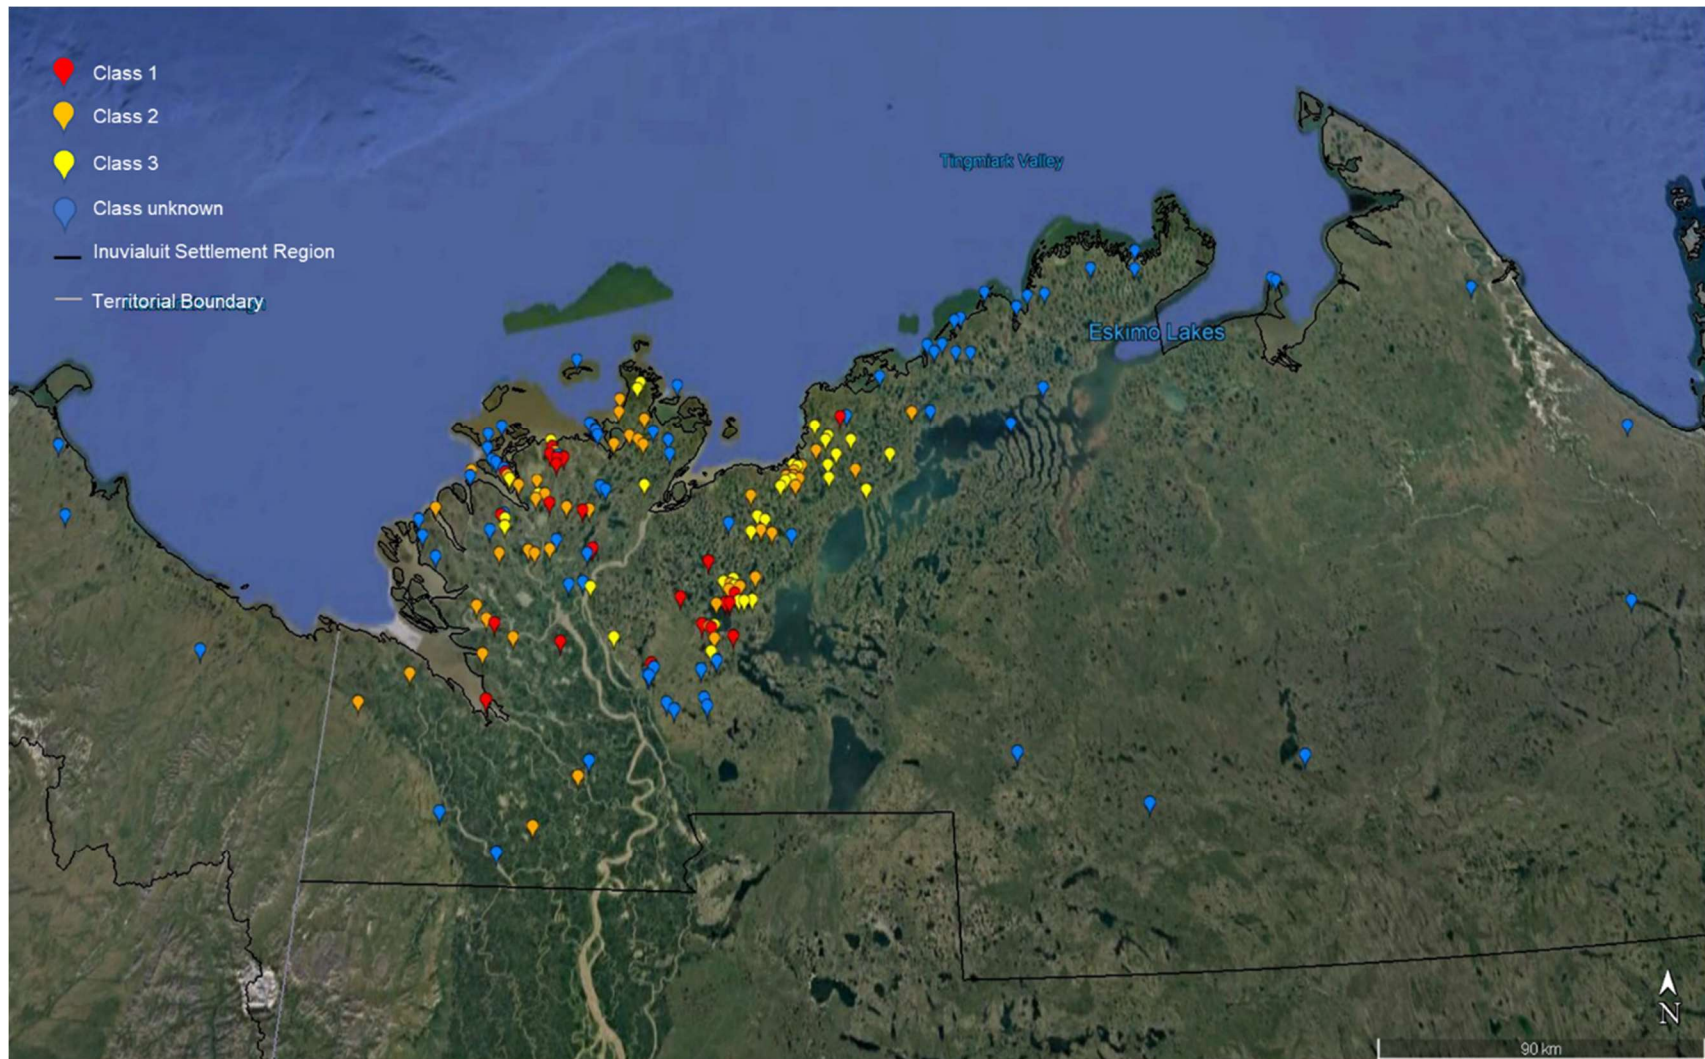 Class 1
Class 2
Class 3
Class unknown
Inuvialuit Settlement Region
Territorial Boundary
Tingmiark Valley
Eskimo Lakes
N
90 km